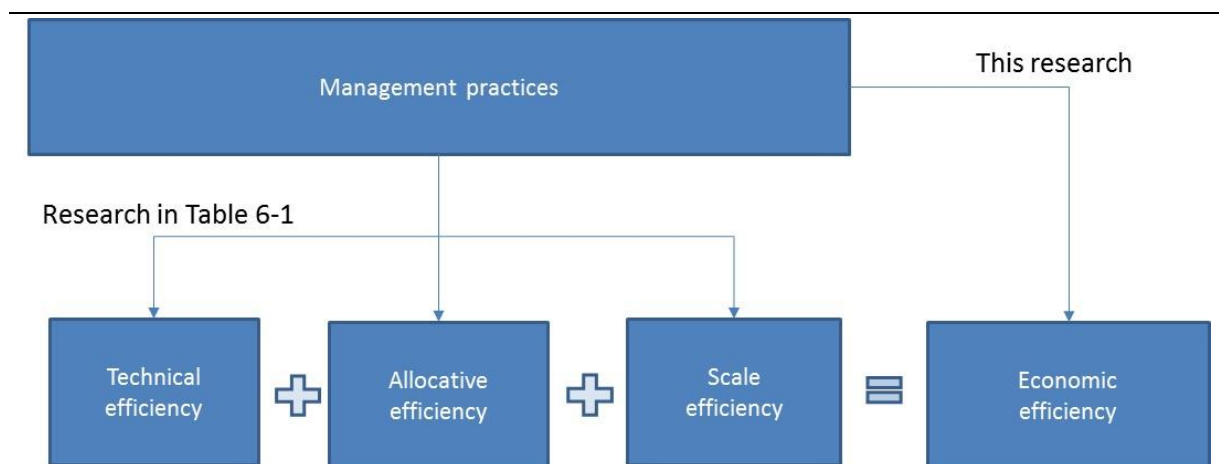 Management practices
This research
Research in Table 6-1
Technical
efficiency
Allocative
efficiency
Scale
efficiency
Economic
efficiency